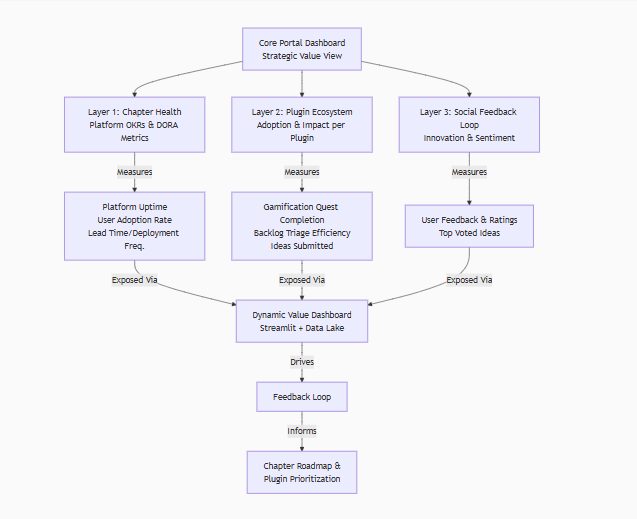 Core Portal Dashboard
Strategic Value View
Layer 1: Chapter Health
Platform OKRs & DORA
Metrics
Layer 2: Plugin Ecosystem
Adoption & Impact per
Plugin
Layer 3: Social Feedback
Loop
Innovation & Sentiment
Measures
Measures
Measures
Platform Uptime
User Adoption Rate
Lead Time/Deployment
Freq.
Gamification Quest
Completion
Backlog Triage Efficiency
Ideas Submitted
User Feedback & Ratings
Top Voted Ideas
Exposed Via
Exposed Via
Exposed Via
Dynamic Value Dashboard
Streamlit + Data Lake
Drives
Feedback Loop
Informs
Chapter Roadmap &
Plugin Prioritization